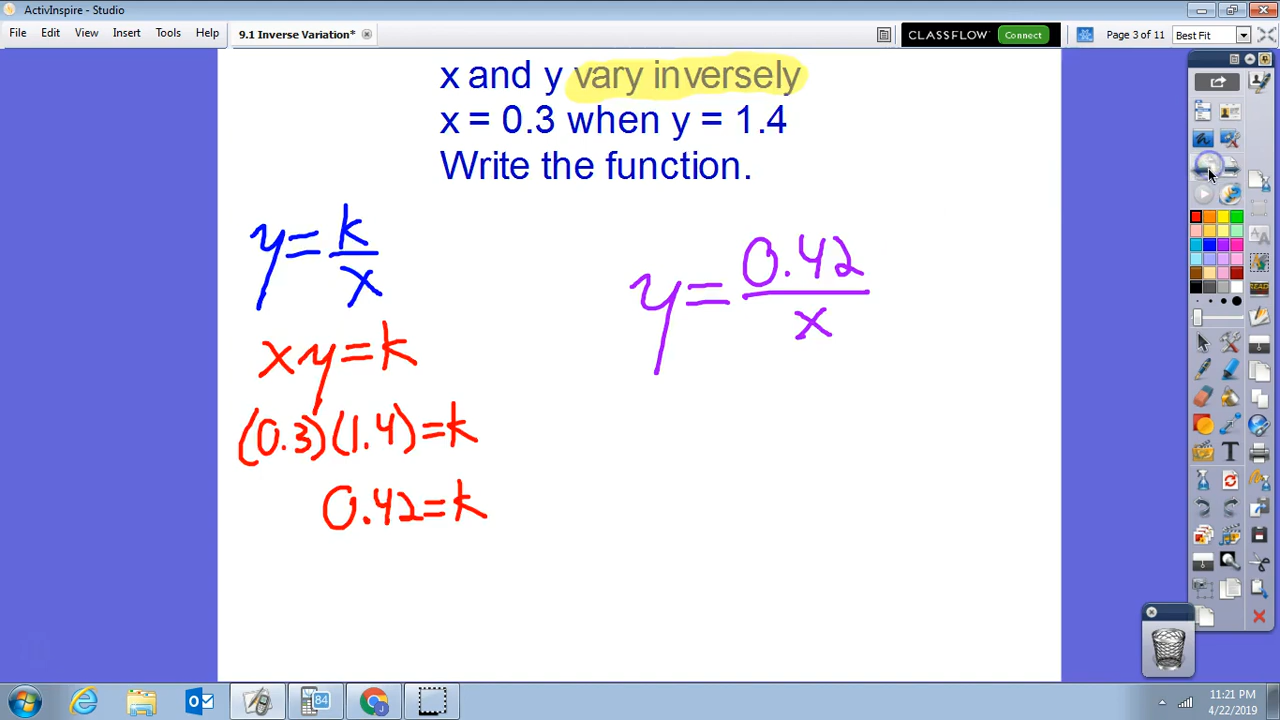 ActivInspire - Studio
File Edit View Insert Tools Help
9.1 Inverse Variation*
CLASSFLOW Connect
Page 3 of 11
Best Fit
x and y vary inversely
x = 0.3 when y = 1.4
Write the function.
y = k/x
xy = k
(0.3)(1.4) = k
0.42 = k
y = 0.42/x
READ
84
11:21 PM
4/22/2019